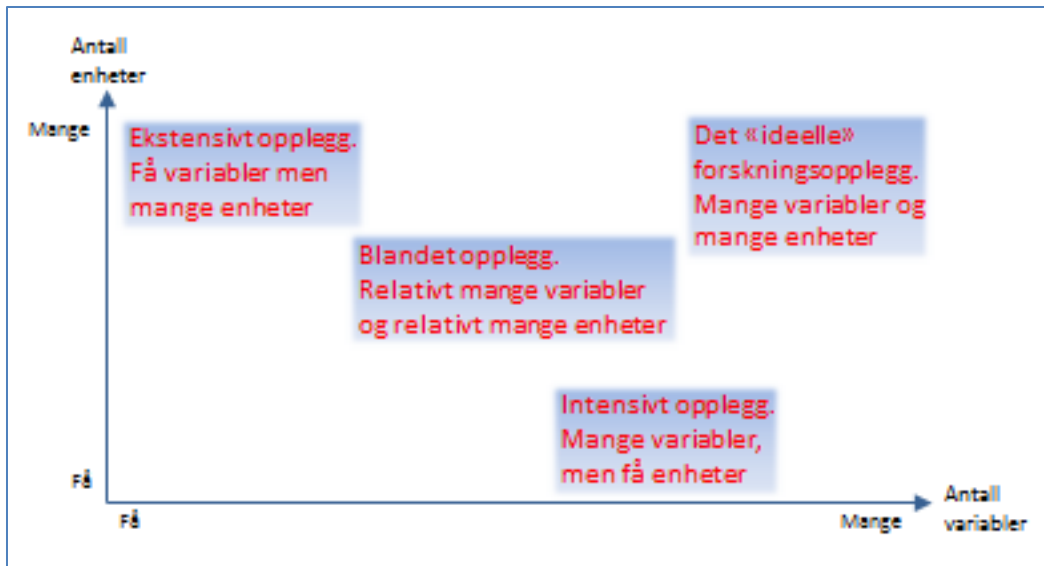 Antall
enheter
Mange
Ekstensivt opplegg.
Få variabler men
mange enheter
Det «ideelle»
forskningsopplegg.
Mange variabler og
mange enheter
Blandet opplegg.
Relativt mange variabler
og relativt mange enheter
Intensivt opplegg.
Mange variabler,
men få enheter
Få
Få
Mange
Antall
variabler